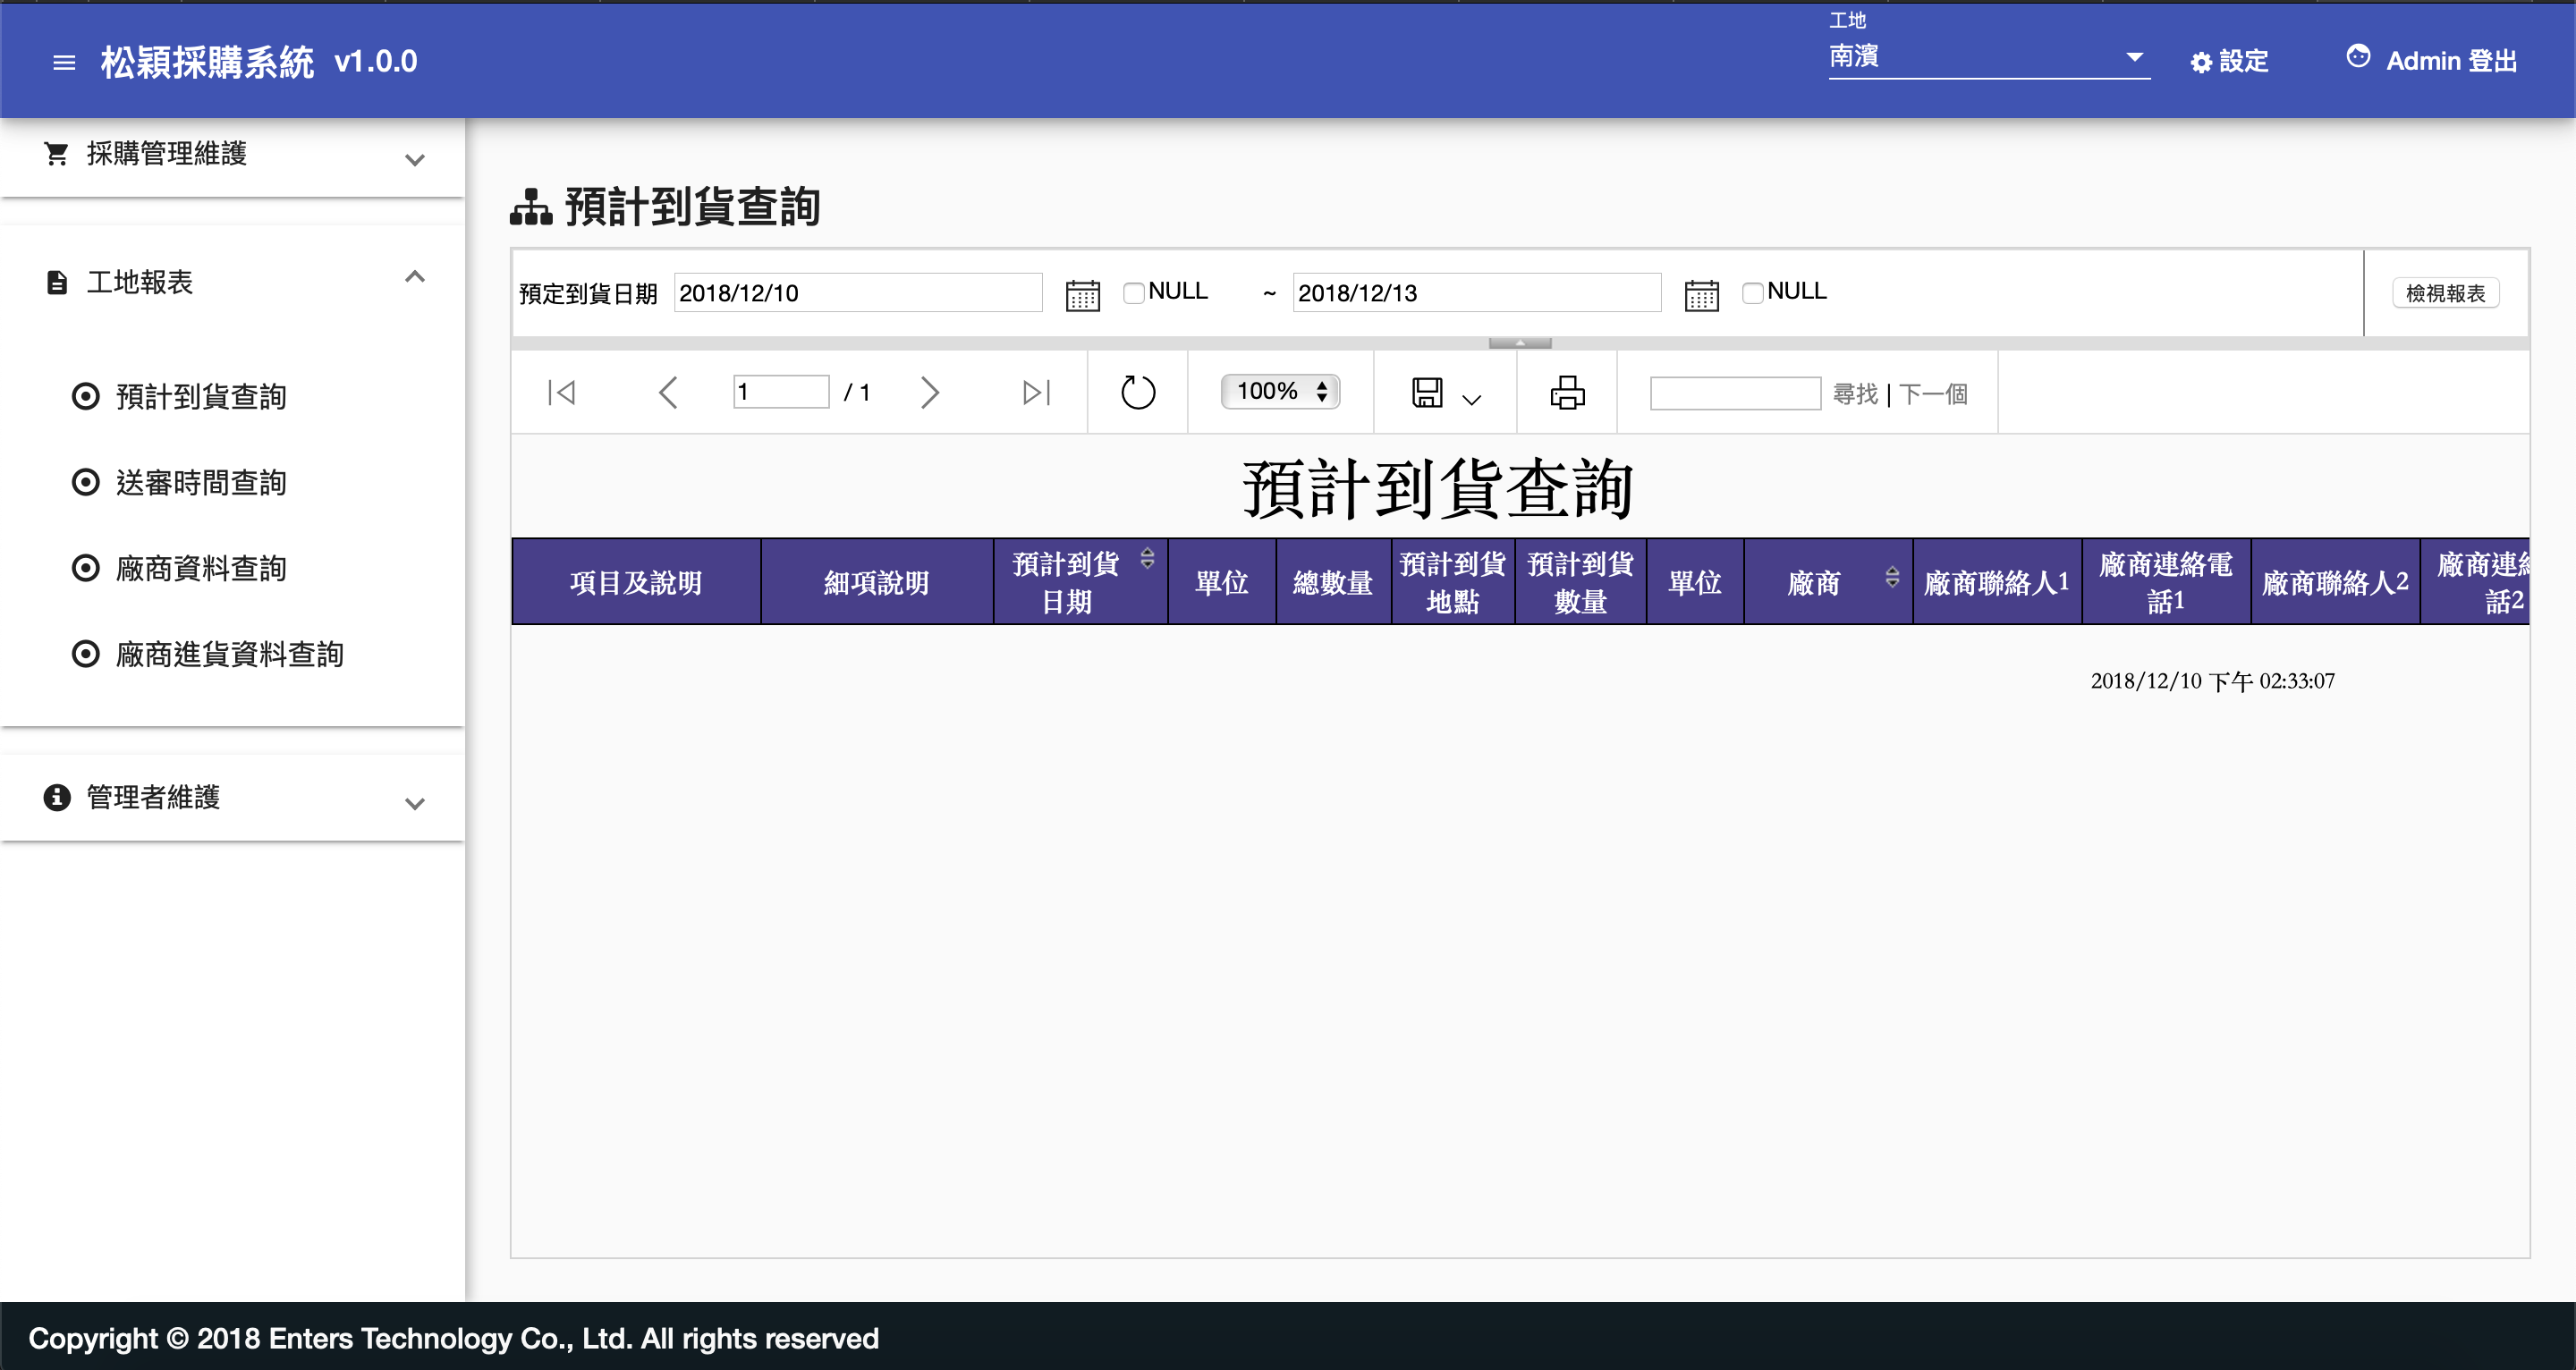 松穎採購系統 v1.0.0
工地
南濱
設定
Admin 登出
採購管理維護
工地報表
預計到貨查詢
送審時間查詢
廠商資料查詢
廠商進貨資料查詢
管理者維護
預計到貨查詢
預定到貨日期 2018/12/10 NULL ~ 2018/12/13 NULL
檢視報表
1 / 1 100% 尋找 | 下一個
預計到貨查詢
項目及說明
細項說明
預計到貨
日期
單位
總數量
預計到貨
地點
預計到貨
數量
單位
廠商
廠商聯絡人1
廠商連絡電
話1
廠商聯絡人2
廠商連
話2
2018/12/10 下午 02:33:07
Copyright © 2018 Enters Technology Co., Ltd. All rights reserved